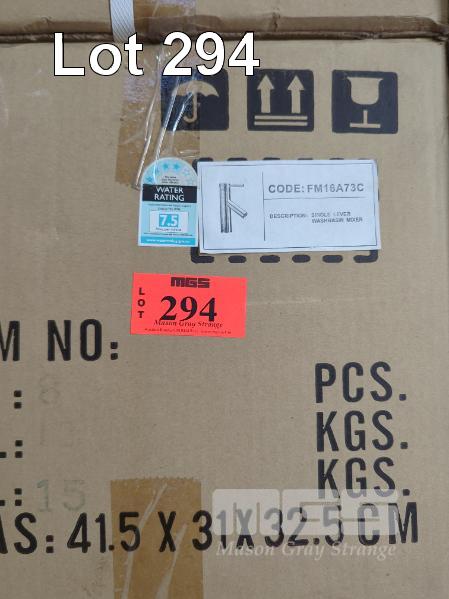 Lot 294
WATER
RATING
7.5
CODE: FM16A73C
DESCRIPTION: SINGLE LEVER
WASHBASIN MIXER
MGS
LOT
294
Mason Gray Strange
M NO:
: 8 PCS.
.: KGS.
.: 15 KGS.
AS: 41.5 X 31 X 32.5 CM
MGS
Mason Gray Strange